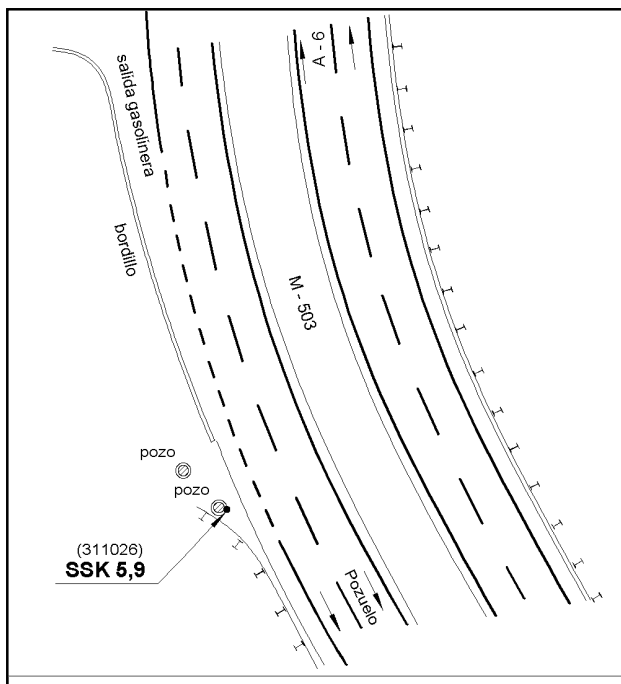 A - 6
salida gasolinera
bordillo
M - 503
pozo
pozo
(311026)
SSK 5,9
Pozuelo